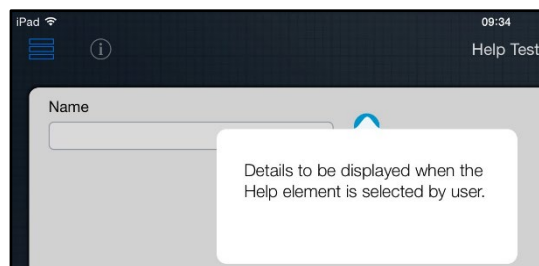 iPad 09:34
Help Test
Name
Details to be displayed when the
Help element is selected by user.